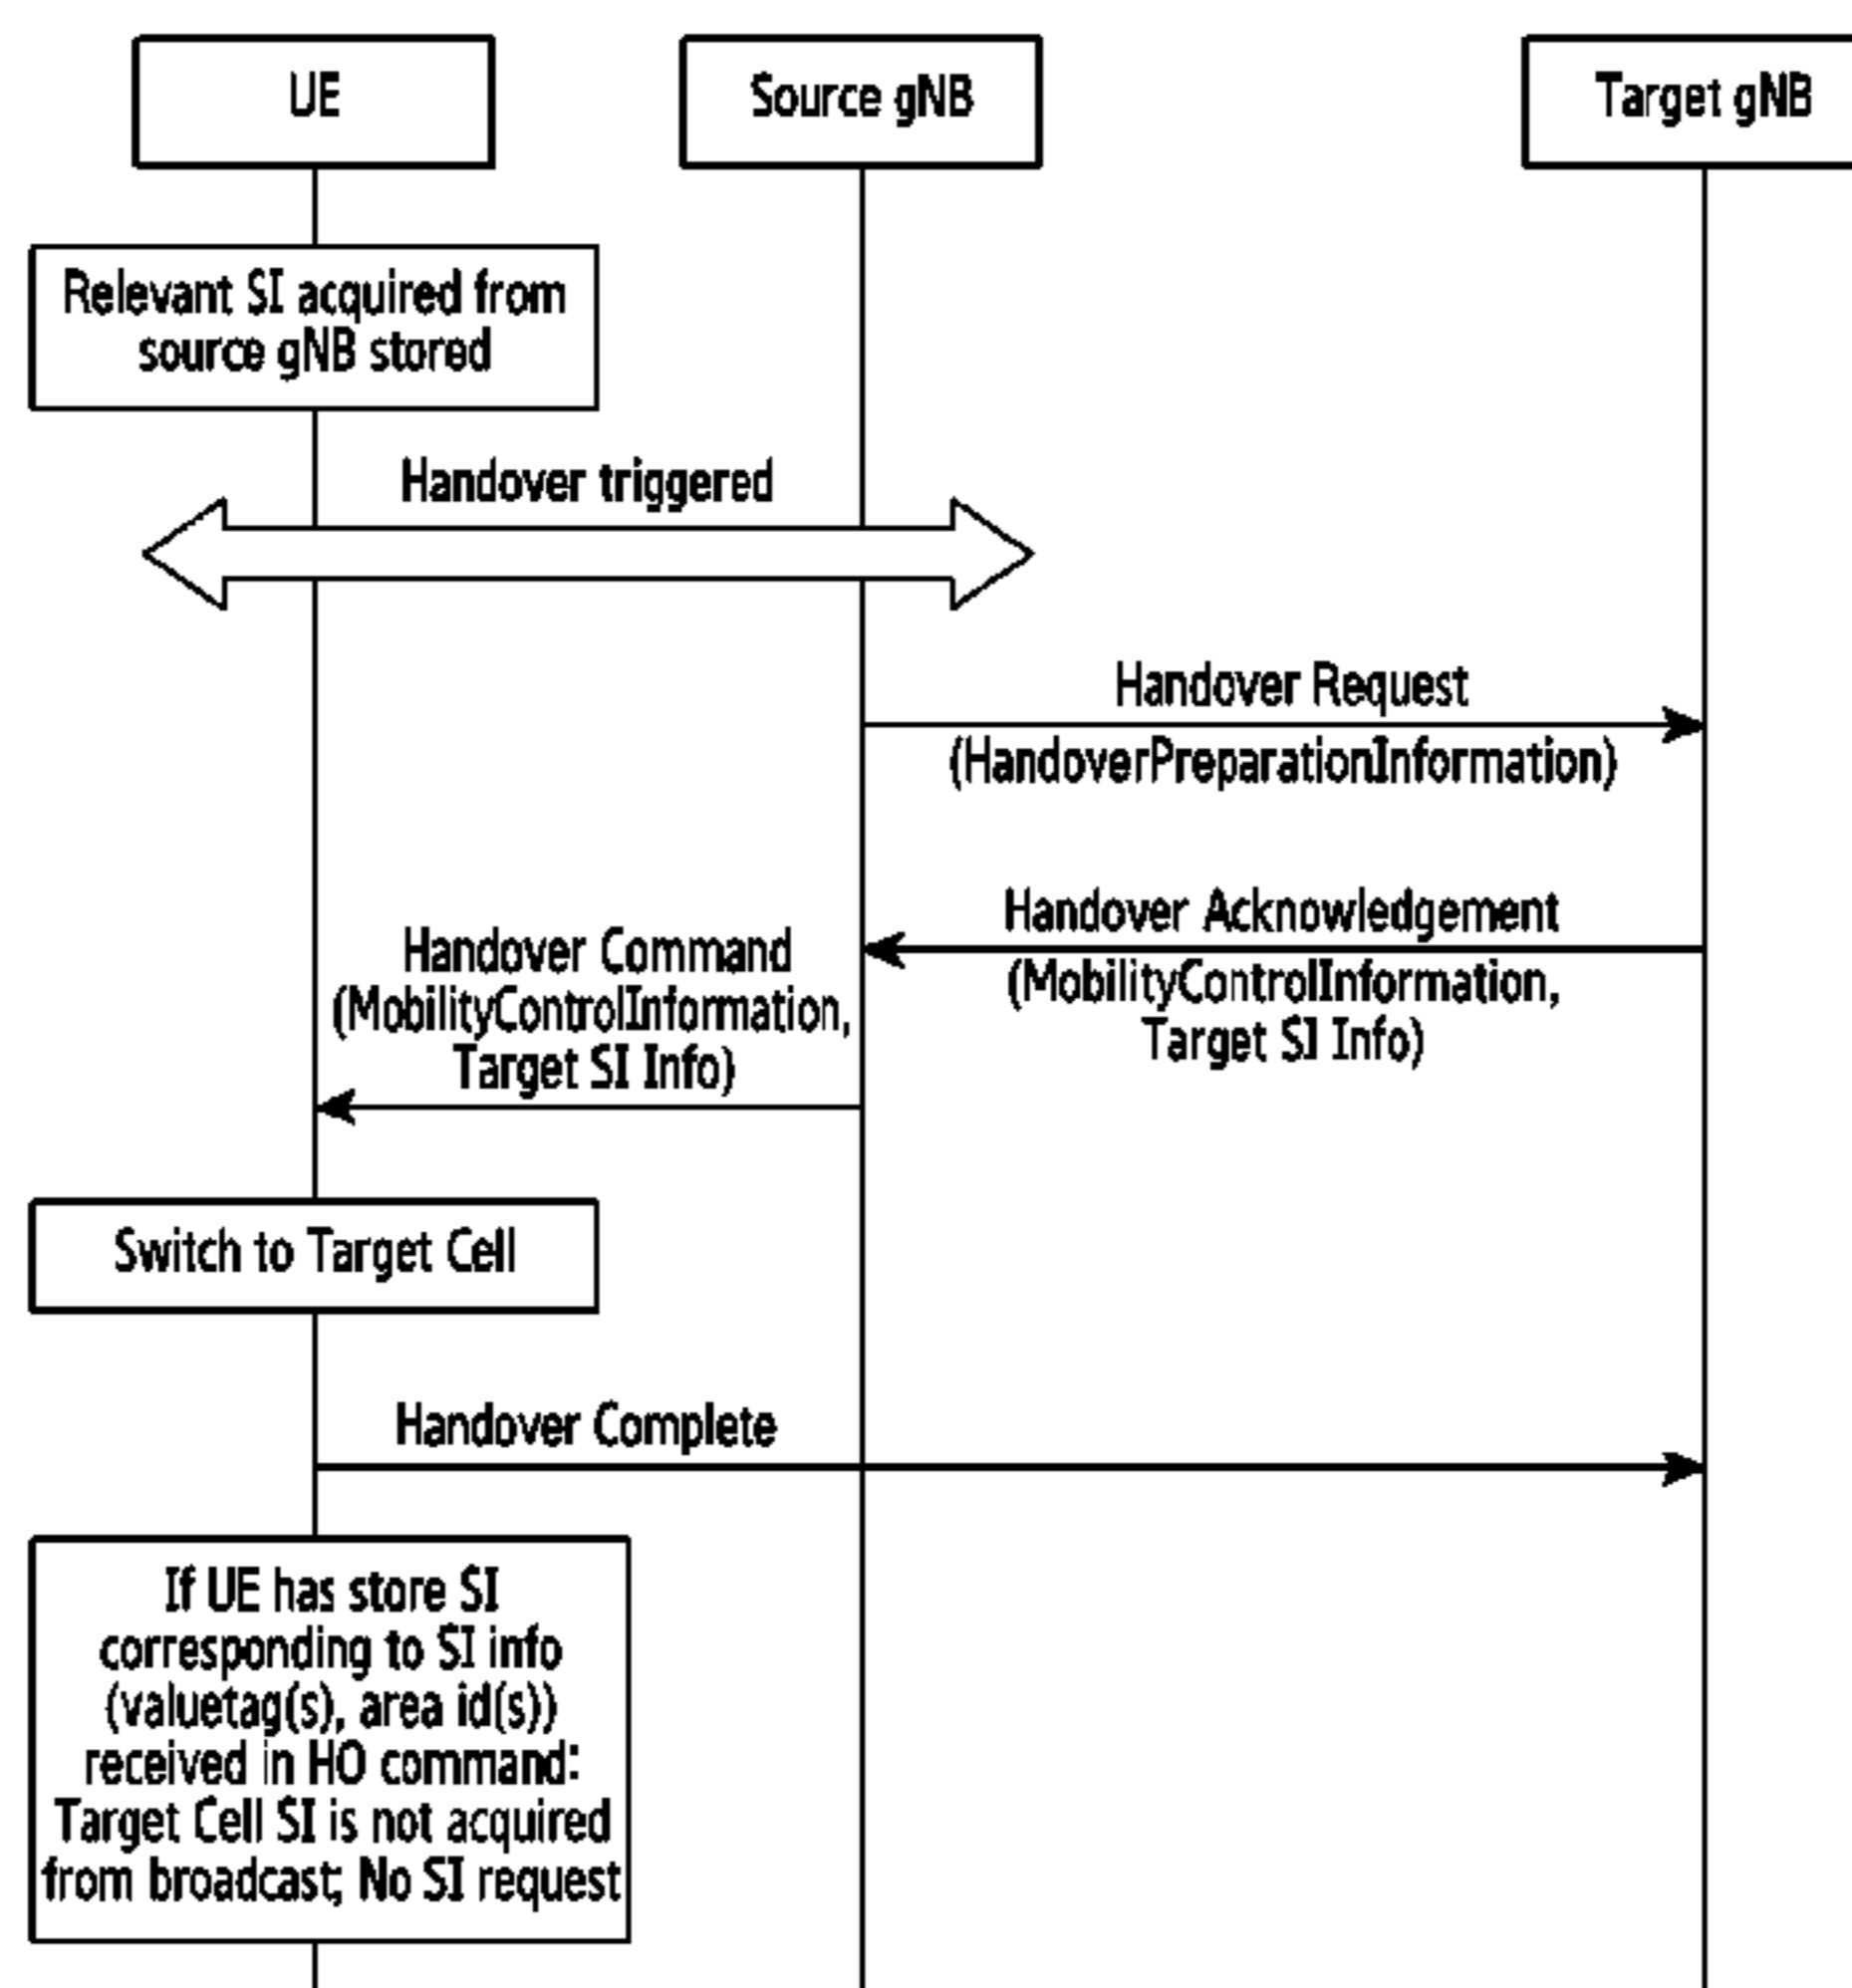 UE
Source gNB
Target gNB
Relevant SI acquired from
source gNB stored
Handover triggered
Handover Request
(HandoverPreparationInformation)
Handover Acknowledgement
(MobilityControlInformation,
Target SI Info)
Handover Command
(MobilityControlInformation,
Target SI Info)
Switch to Target Cell
Handover Complete
If UE has store SI
corresponding to SI info
(valuetag(s), area id(s))
received in HO command:
Target Cell SI is not acquired
from broadcast; No SI request